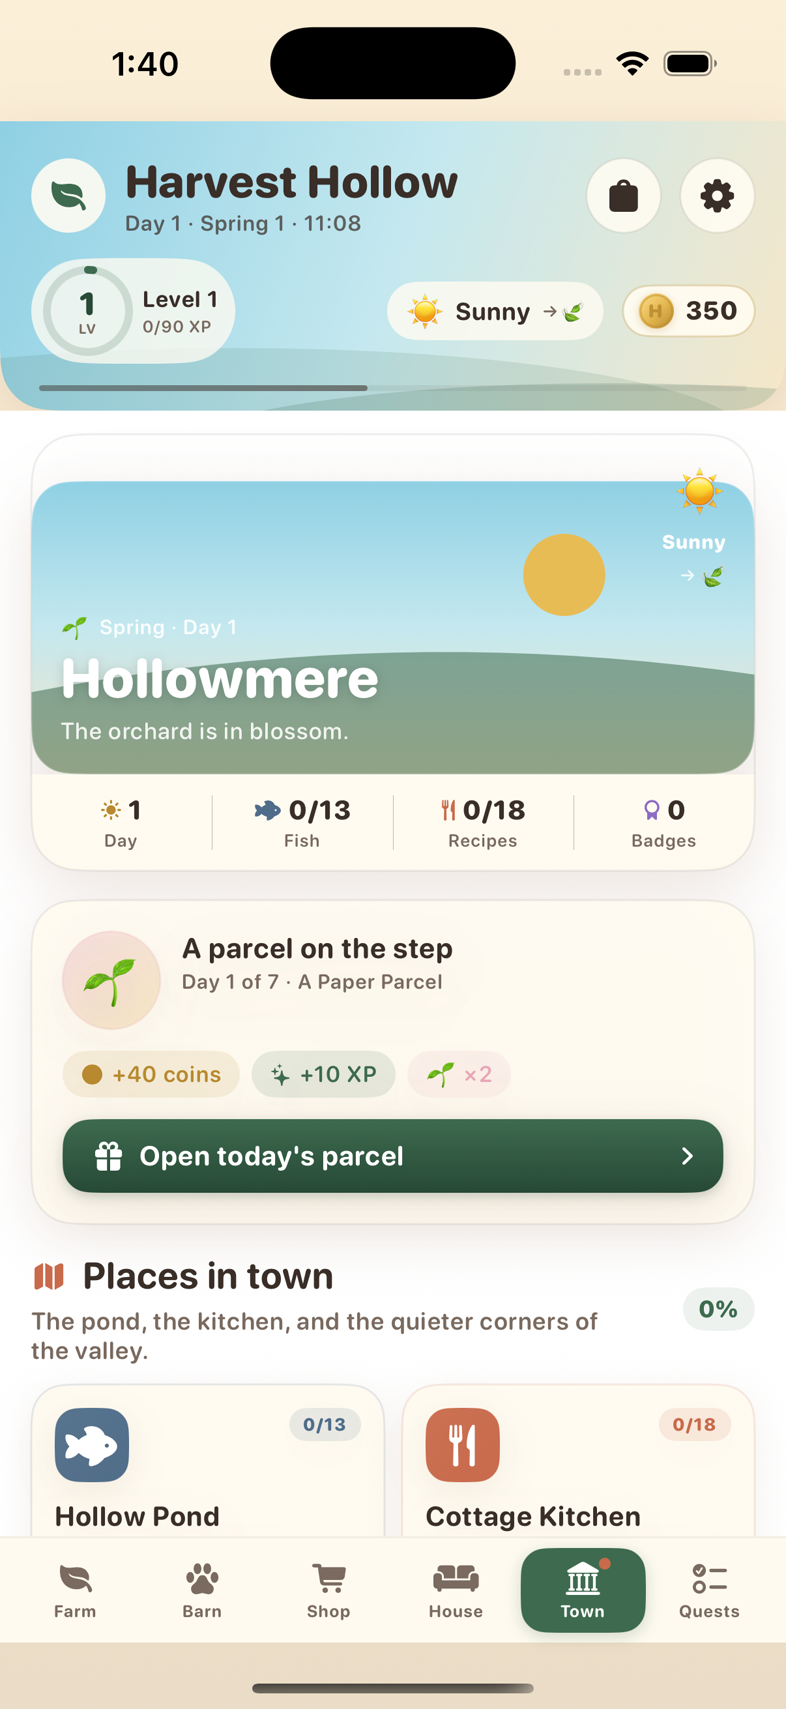 1:40
Harvest Hollow
Day 1 · Spring 1 · 11:08
1
LV
Level 1
0/90 XP
Sunny →
H 350
Sunny
→
Spring · Day 1
Hollowmere
The orchard is in blossom.
1
Day
0/13
Fish
0/18
Recipes
0
Badges
A parcel on the step
Day 1 of 7 · A Paper Parcel
+40 coins
+10 XP
×2
Open today's parcel
Places in town
The pond, the kitchen, and the quieter corners of
the valley.
0%
0/13
Hollow Pond
0/18
Cottage Kitchen
Farm
Barn
Shop
House
Town
Quests